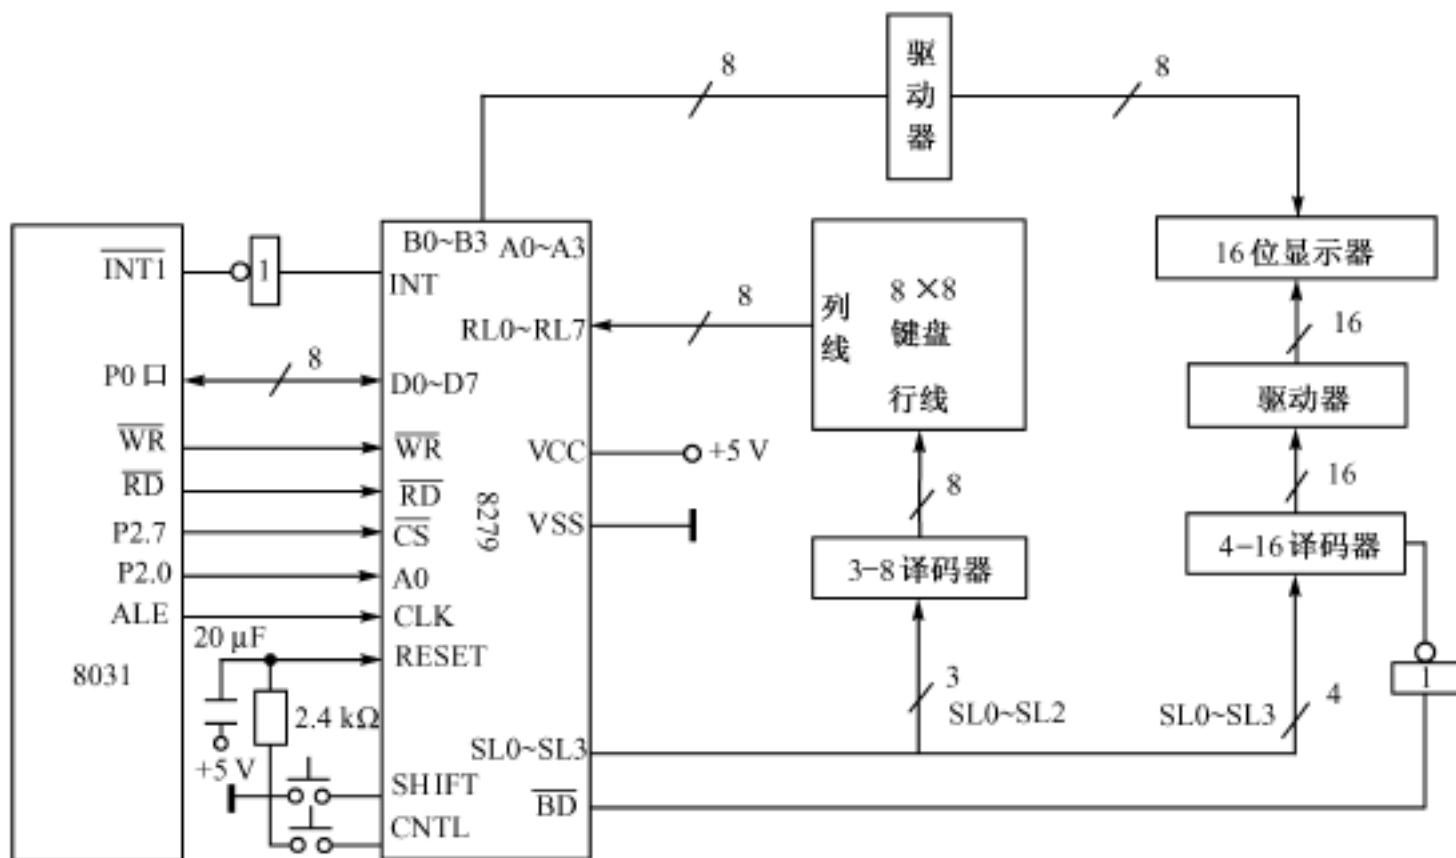 8
驱动器
8
INT1
1
B0~B3
A0~A3
INT
16位显示器
RL0~RL7
8
列线
8×8
键盘
行线
16
P0 口
8
D0~D7
驱动器
WR
WR
VCC
+5 V
RD
RD
8279
8
16
P2.7
CS
VSS
4-16译码器
P2.0
A0
3-8译码器
ALE
CLK
20 μF
RESET
1
8031
2.4 kΩ
3
SL0~SL2
SL0~SL3
4
SL0~SL3
+5 V
SHIFT
BD
CNTL